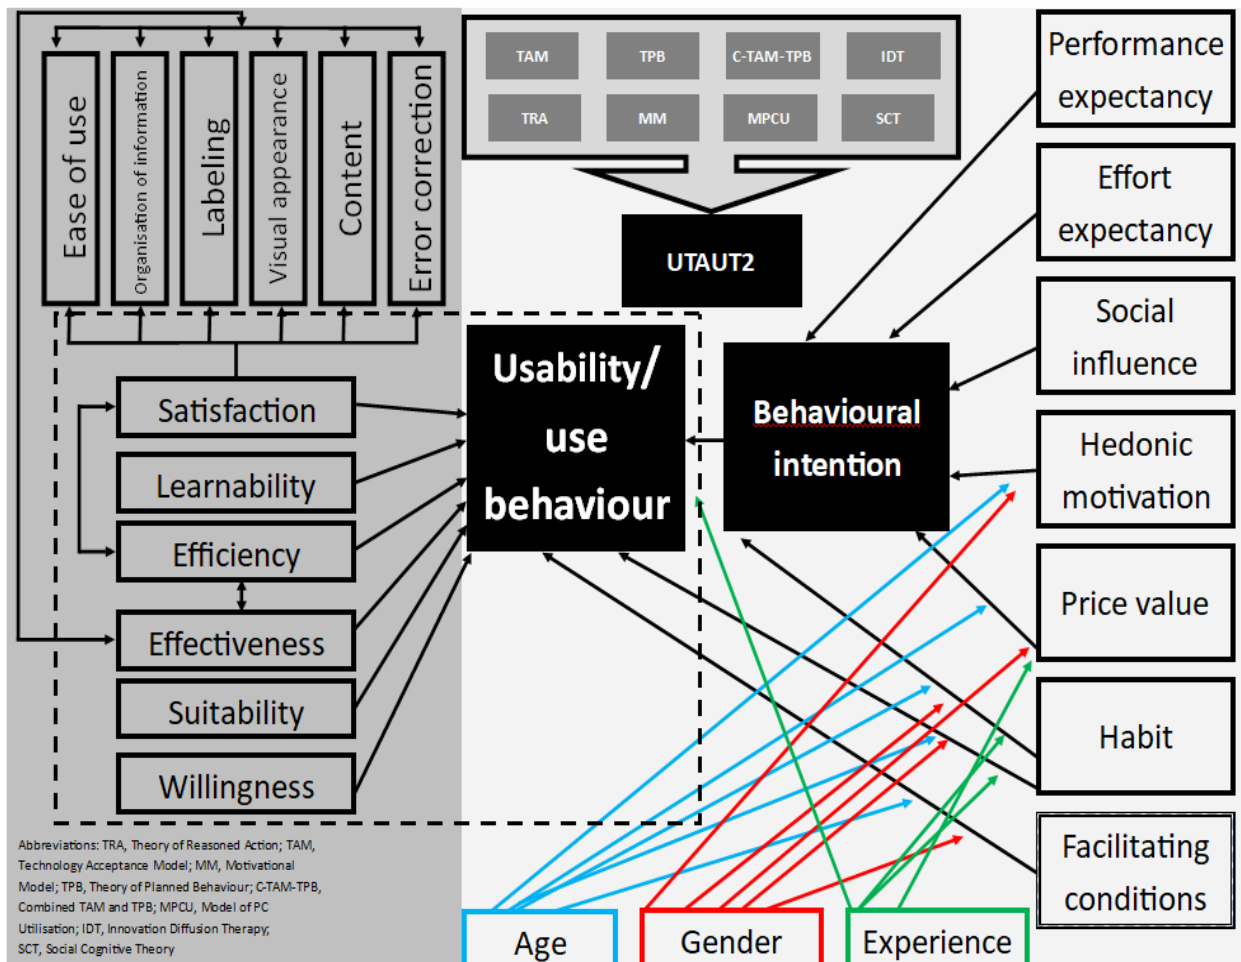 Ease of use
Organisation of information
Labeling
Visual appearance
Content
Error correction
TAM
TPB
C-TAM-TPB
IDT
TRA
MM
MPCU
SCT
UTAUT2
Performance
expectancy
Effort
expectancy
Social
influence
Hedonic
motivation
Price value
Habit
Facilitating
conditions
Usability/
use
behaviour
Behavioural
intention
Satisfaction
Learnability
Efficiency
Effectiveness
Suitability
Willingness
Abbreviations: TRA, Theory of Reasoned Action; TAM,
Technology Acceptance Model; MM, Motivational
Model; TPB, Theory of Planned Behaviour; C-TAM-TPB,
Combined TAM and TPB; MPCU, Model of PC
Utilisation; IDT, Innovation Diffusion Therapy;
SCT, Social Cognitive Theory
Age
Gender
Experience